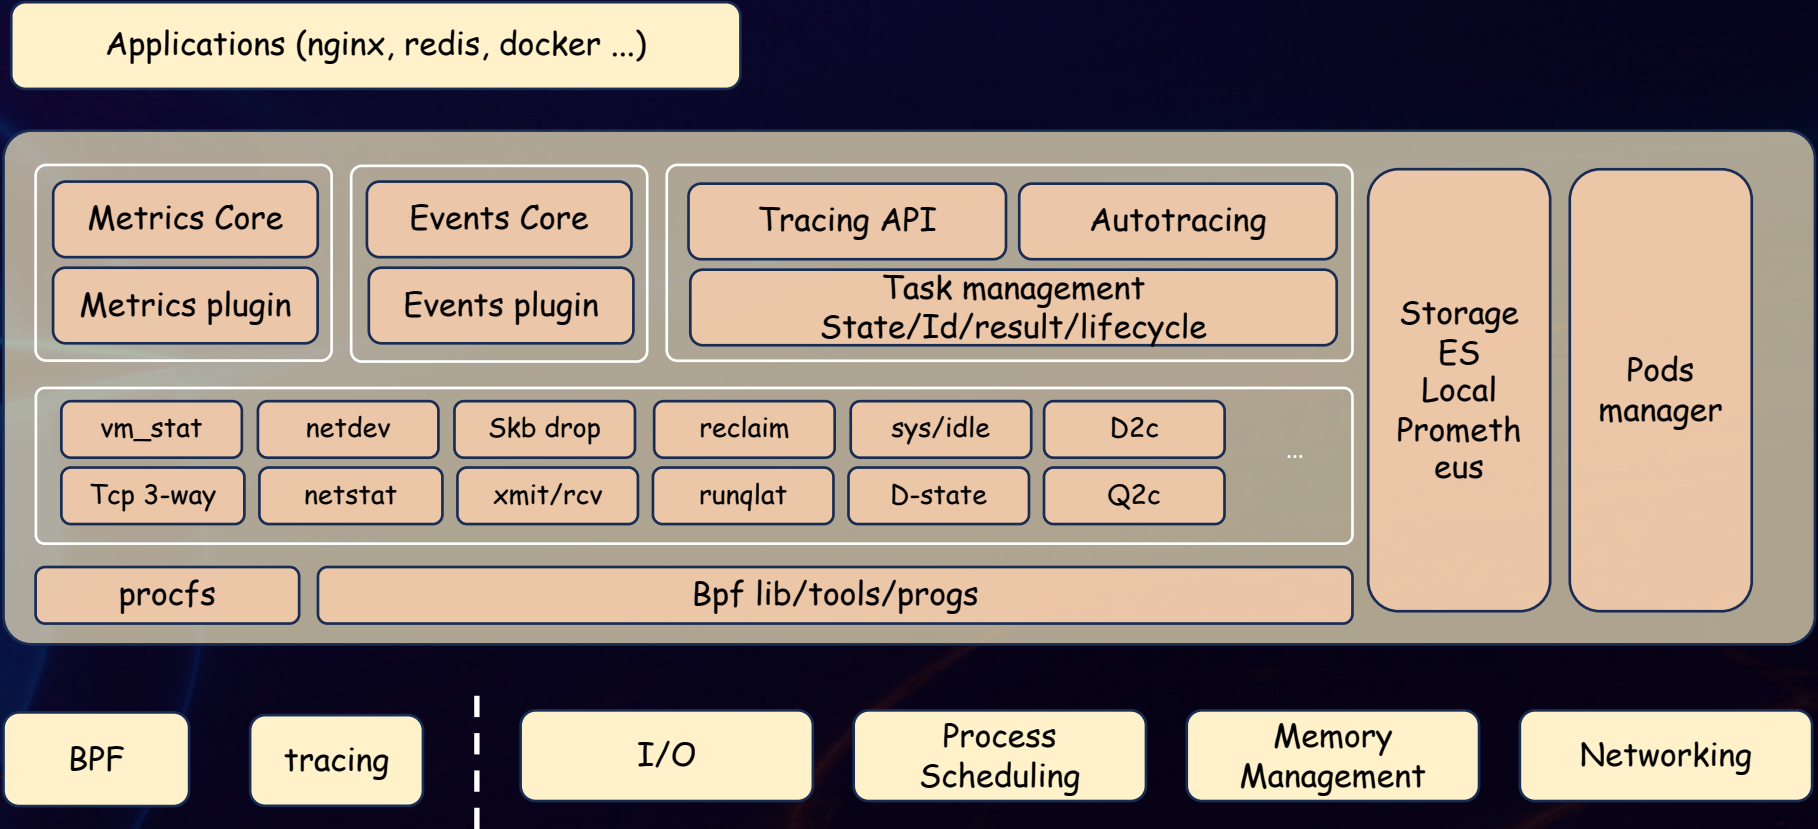 Applications (nginx, redis, docker ...)
Metrics Core
Metrics plugin
Events Core
Events plugin
Tracing API
Autotracing
Task management
State/Id/result/lifecycle
vm_stat
netdev
Skb drop
reclaim
sys/idle
D2c
...
Tcp 3-way
netstat
xmit/rcv
runqlat
D-state
Q2c
procfs
Bpf lib/tools/progs
Storage
ES
Local
Prometh
eus
Pods
manager
BPF
tracing
I/O
Process
Scheduling
Memory
Management
Networking